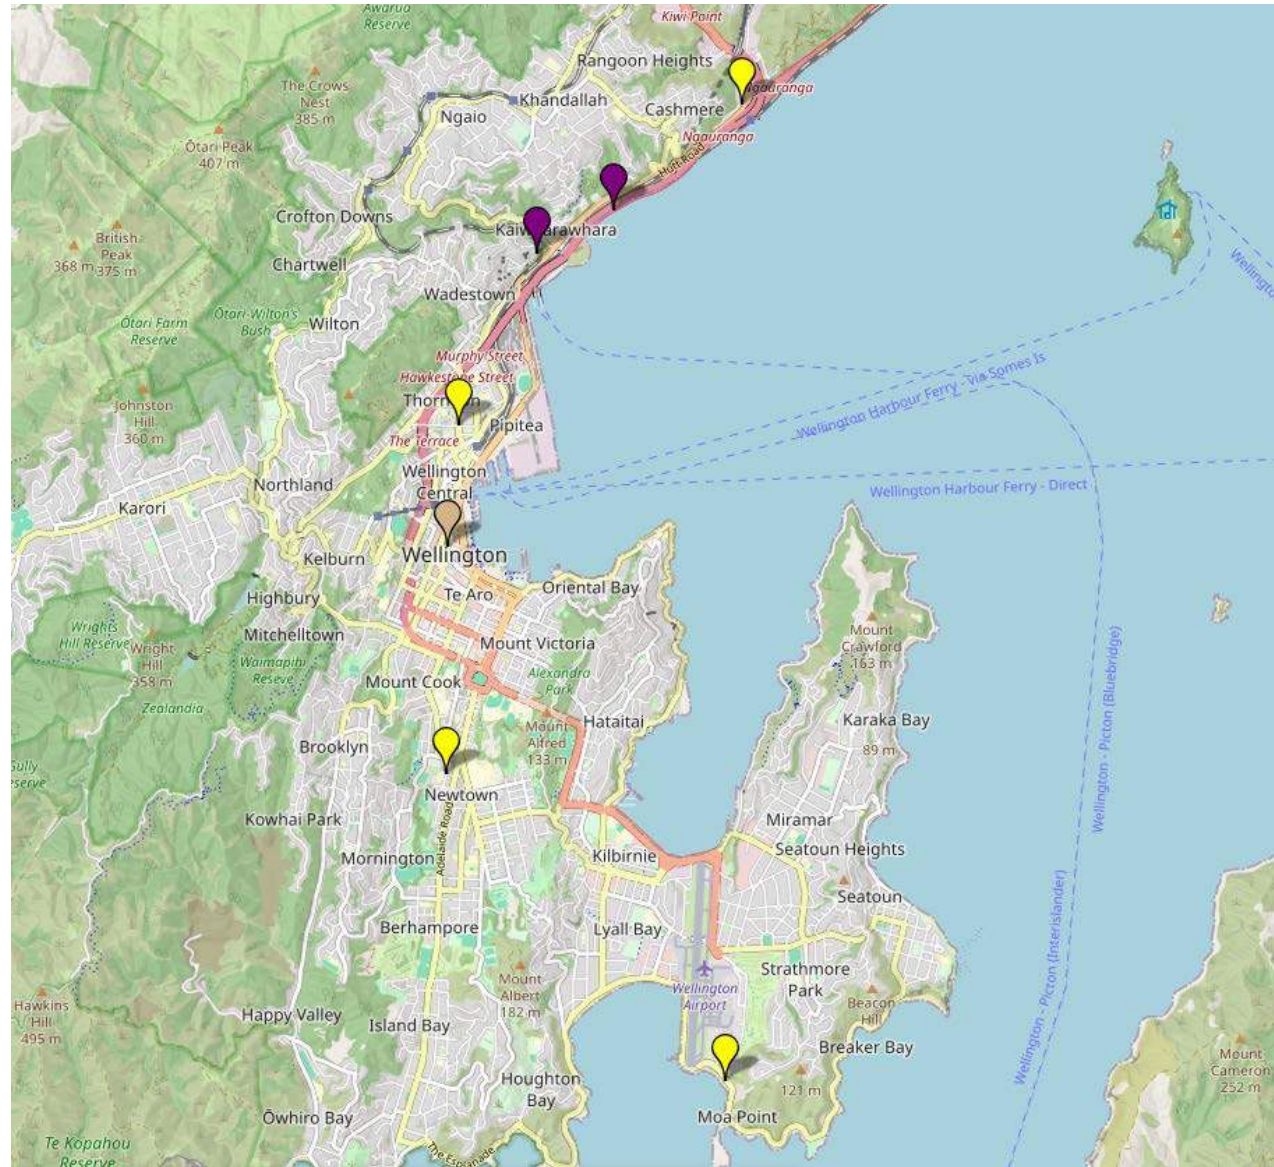 Awarua
Reserve
Kiwi Point
Rangoon Heights
The Crows
Nest
385 m
Khandallah
Ngauranga
Ngaio
Cashmere
Ngauranga
Ōtari Peak
407 m
Hutt Road
Crofton Downs
British
Peak
375 m
368 m
Chartwell
Wadestown
Ōtari-Wilton's
Bush
Ōtari Farm
Reserve
Wilton
Murphy Street
Hawkestone Street
Wellington Harbour Ferry - via Somes Is
Johnston
Hill
360 m
Pipitea
The Terrace
Wellington
Central
Northland
Wellington Harbour Ferry - Direct
Karori
Kelburn
Wellington
Oriental Bay
Te Aro
Highbury
Mitchelltown
Wrights
Hill Reserve
Wright
Hill
358 m
Waimapihi
Reseve
Mount Victoria
Mount
Crawford
163 m
Zealandia
Mount Cook
Alexandra
Park
Hataitai
Karaka Bay
89 m
Mount
Alfred
133 m
Brooklyn
Wellington - Picton (Bluebridge)
Newtown
Kowhai Park
Adelaide Road
Miramar
Seatoun Heights
Mornington
Kilbirnie
Seatoun
Berhampore
Lyall Bay
Strathmore
Park
Wellington
Airport
Mount
Albert
182 m
Beacon
Hill
Wellington - Picton (Interislander)
Hawkins
Hill
495 m
Happy Valley
Island Bay
Breaker Bay
Mount
Cameron
252 m
Houghton
Bay
121 m
Ōwhiro Bay
Moa Point
Te Kopahou
Reserve
The Esplanade